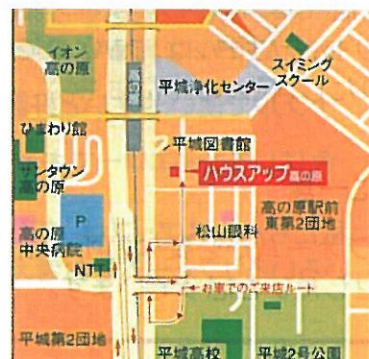 イオン
高の原
高の原
平城浄化センター
スイミング
スクール
ひまわり館
平城図書館
サンタウン
高の原
ハウスアップ高の原
P
高の原
中央病院
松山眼科
高の原駅前
東第2団地
NTT
お車でのご来店ルート
平城第2団地
平城高校
平城2号公園